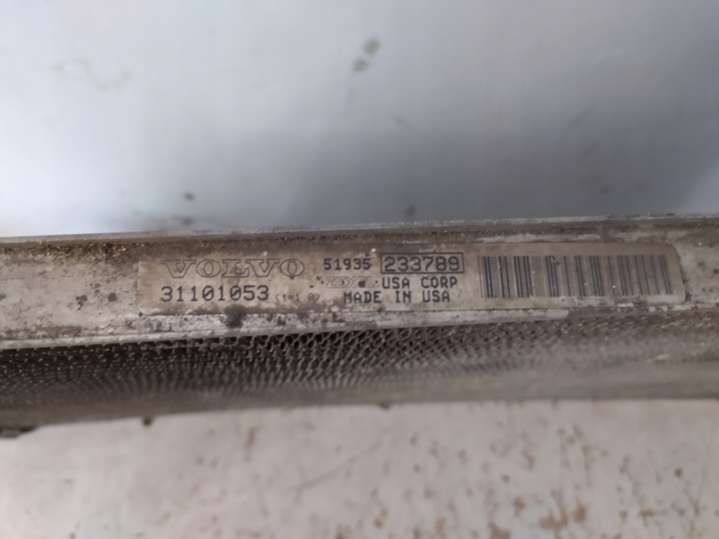 VOLVO 51935 233789
31101053 USA CORP
MADE IN USA